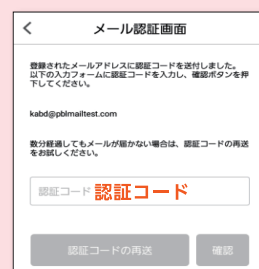 メール認証画面
登録されたメールアドレスに認証コードを送付しました。
以下の入力フォームに認証コードを入力し、確認ボタンを押
下してください。
kabd@pblmailtest.com
数分経過してもメールが届かない場合は、認証コードの再送
をお試しください。
認証コード 認証コード
認証コードの再送 確認